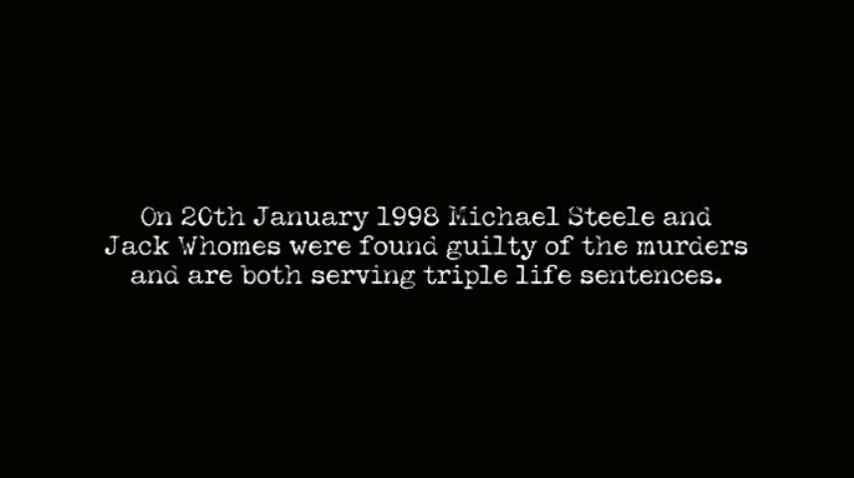 On 20th January 1998 Michael Steele and
Jack Whomes were found guilty of the murders
and are both serving triple life sentences.